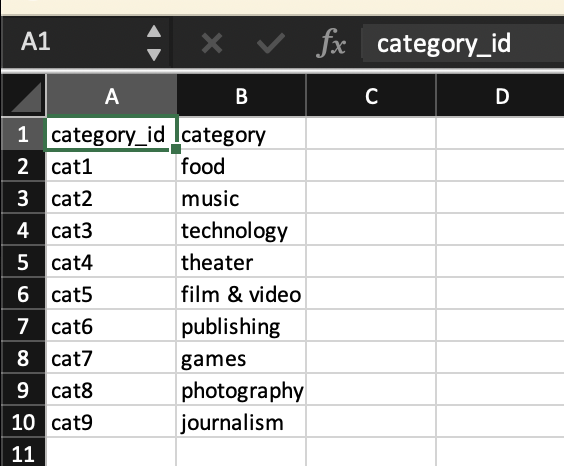 A1 fx category_id
A B C D
1 category_id category
2 cat1 food
3 cat2 music
4 cat3 technology
5 cat4 theater
6 cat5 film & video
7 cat6 publishing
8 cat7 games
9 cat8 photography
10 cat9 journalism
11